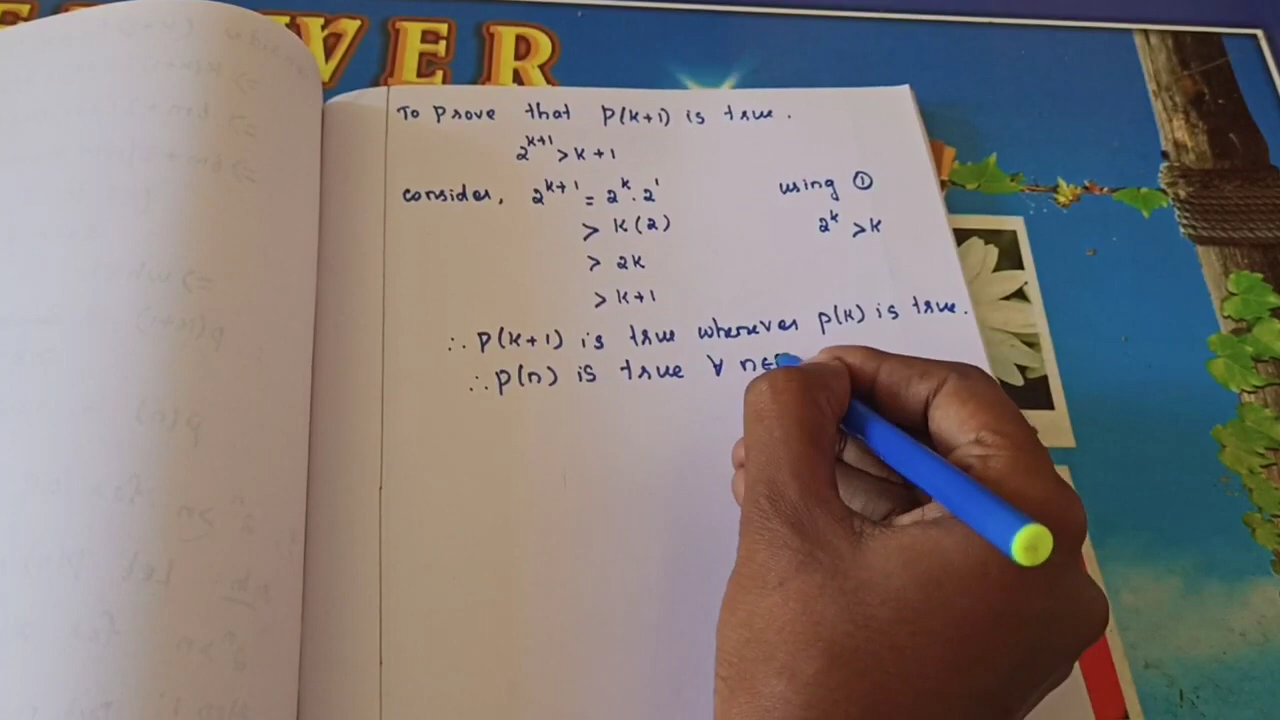 VER
To prove that P(k+1) is true.
2^{k+1} > k+1
consider, 2^{k+1} = 2^k . 2^1 using ①
> k(2) 2^k > k
> 2k
> k+1
∴ P(k+1) is true whenever P(k) is true.
∴ P(n) is true ∀ n∈